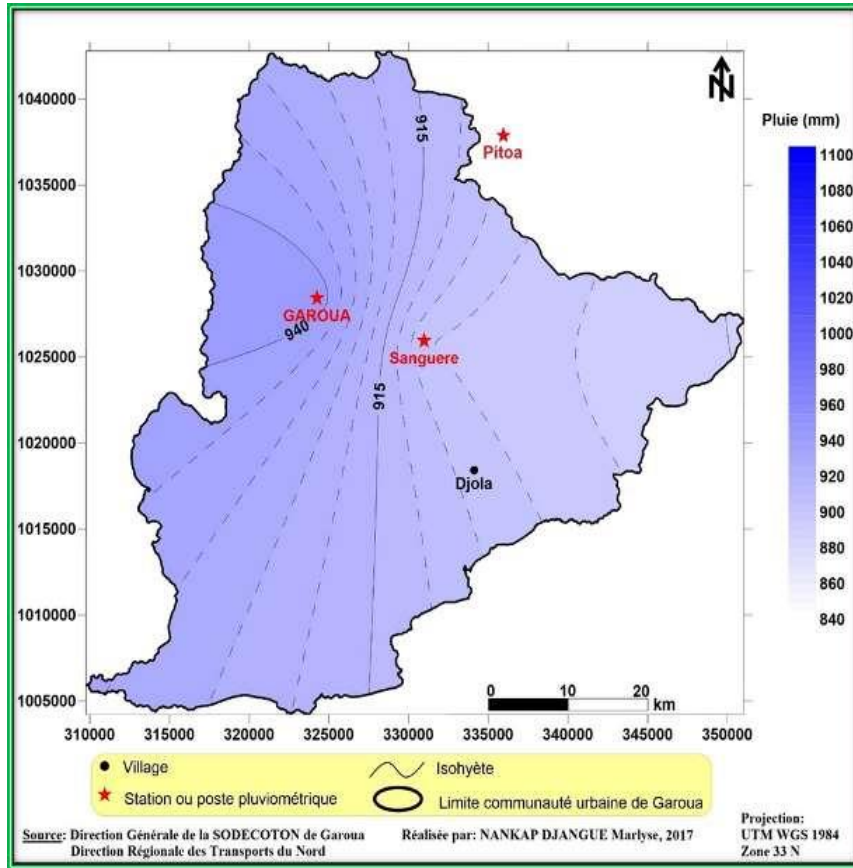 N
1040000
1035000
1030000
1025000
1020000
1015000
1010000
1005000
310000 315000 320000 325000 330000 335000 340000 345000 350000
915
Pitoa
GAROUA
940
Sanguere
915
Djola
0 10 20
km
Pluie (mm)
1100
1080
1060
1040
1020
1000
980
960
940
920
900
880
860
840
Village
Isohyète
Station ou poste pluviométrique
Limite communauté urbaine de Garoua
Source: Direction Générale de la SODECOTON de Garoua
Direction Régionale des Transports du Nord
Réalisée par: NANKAP DJANGUE Marlyse, 2017
Projection:
UTM WGS 1984
Zone 33 N